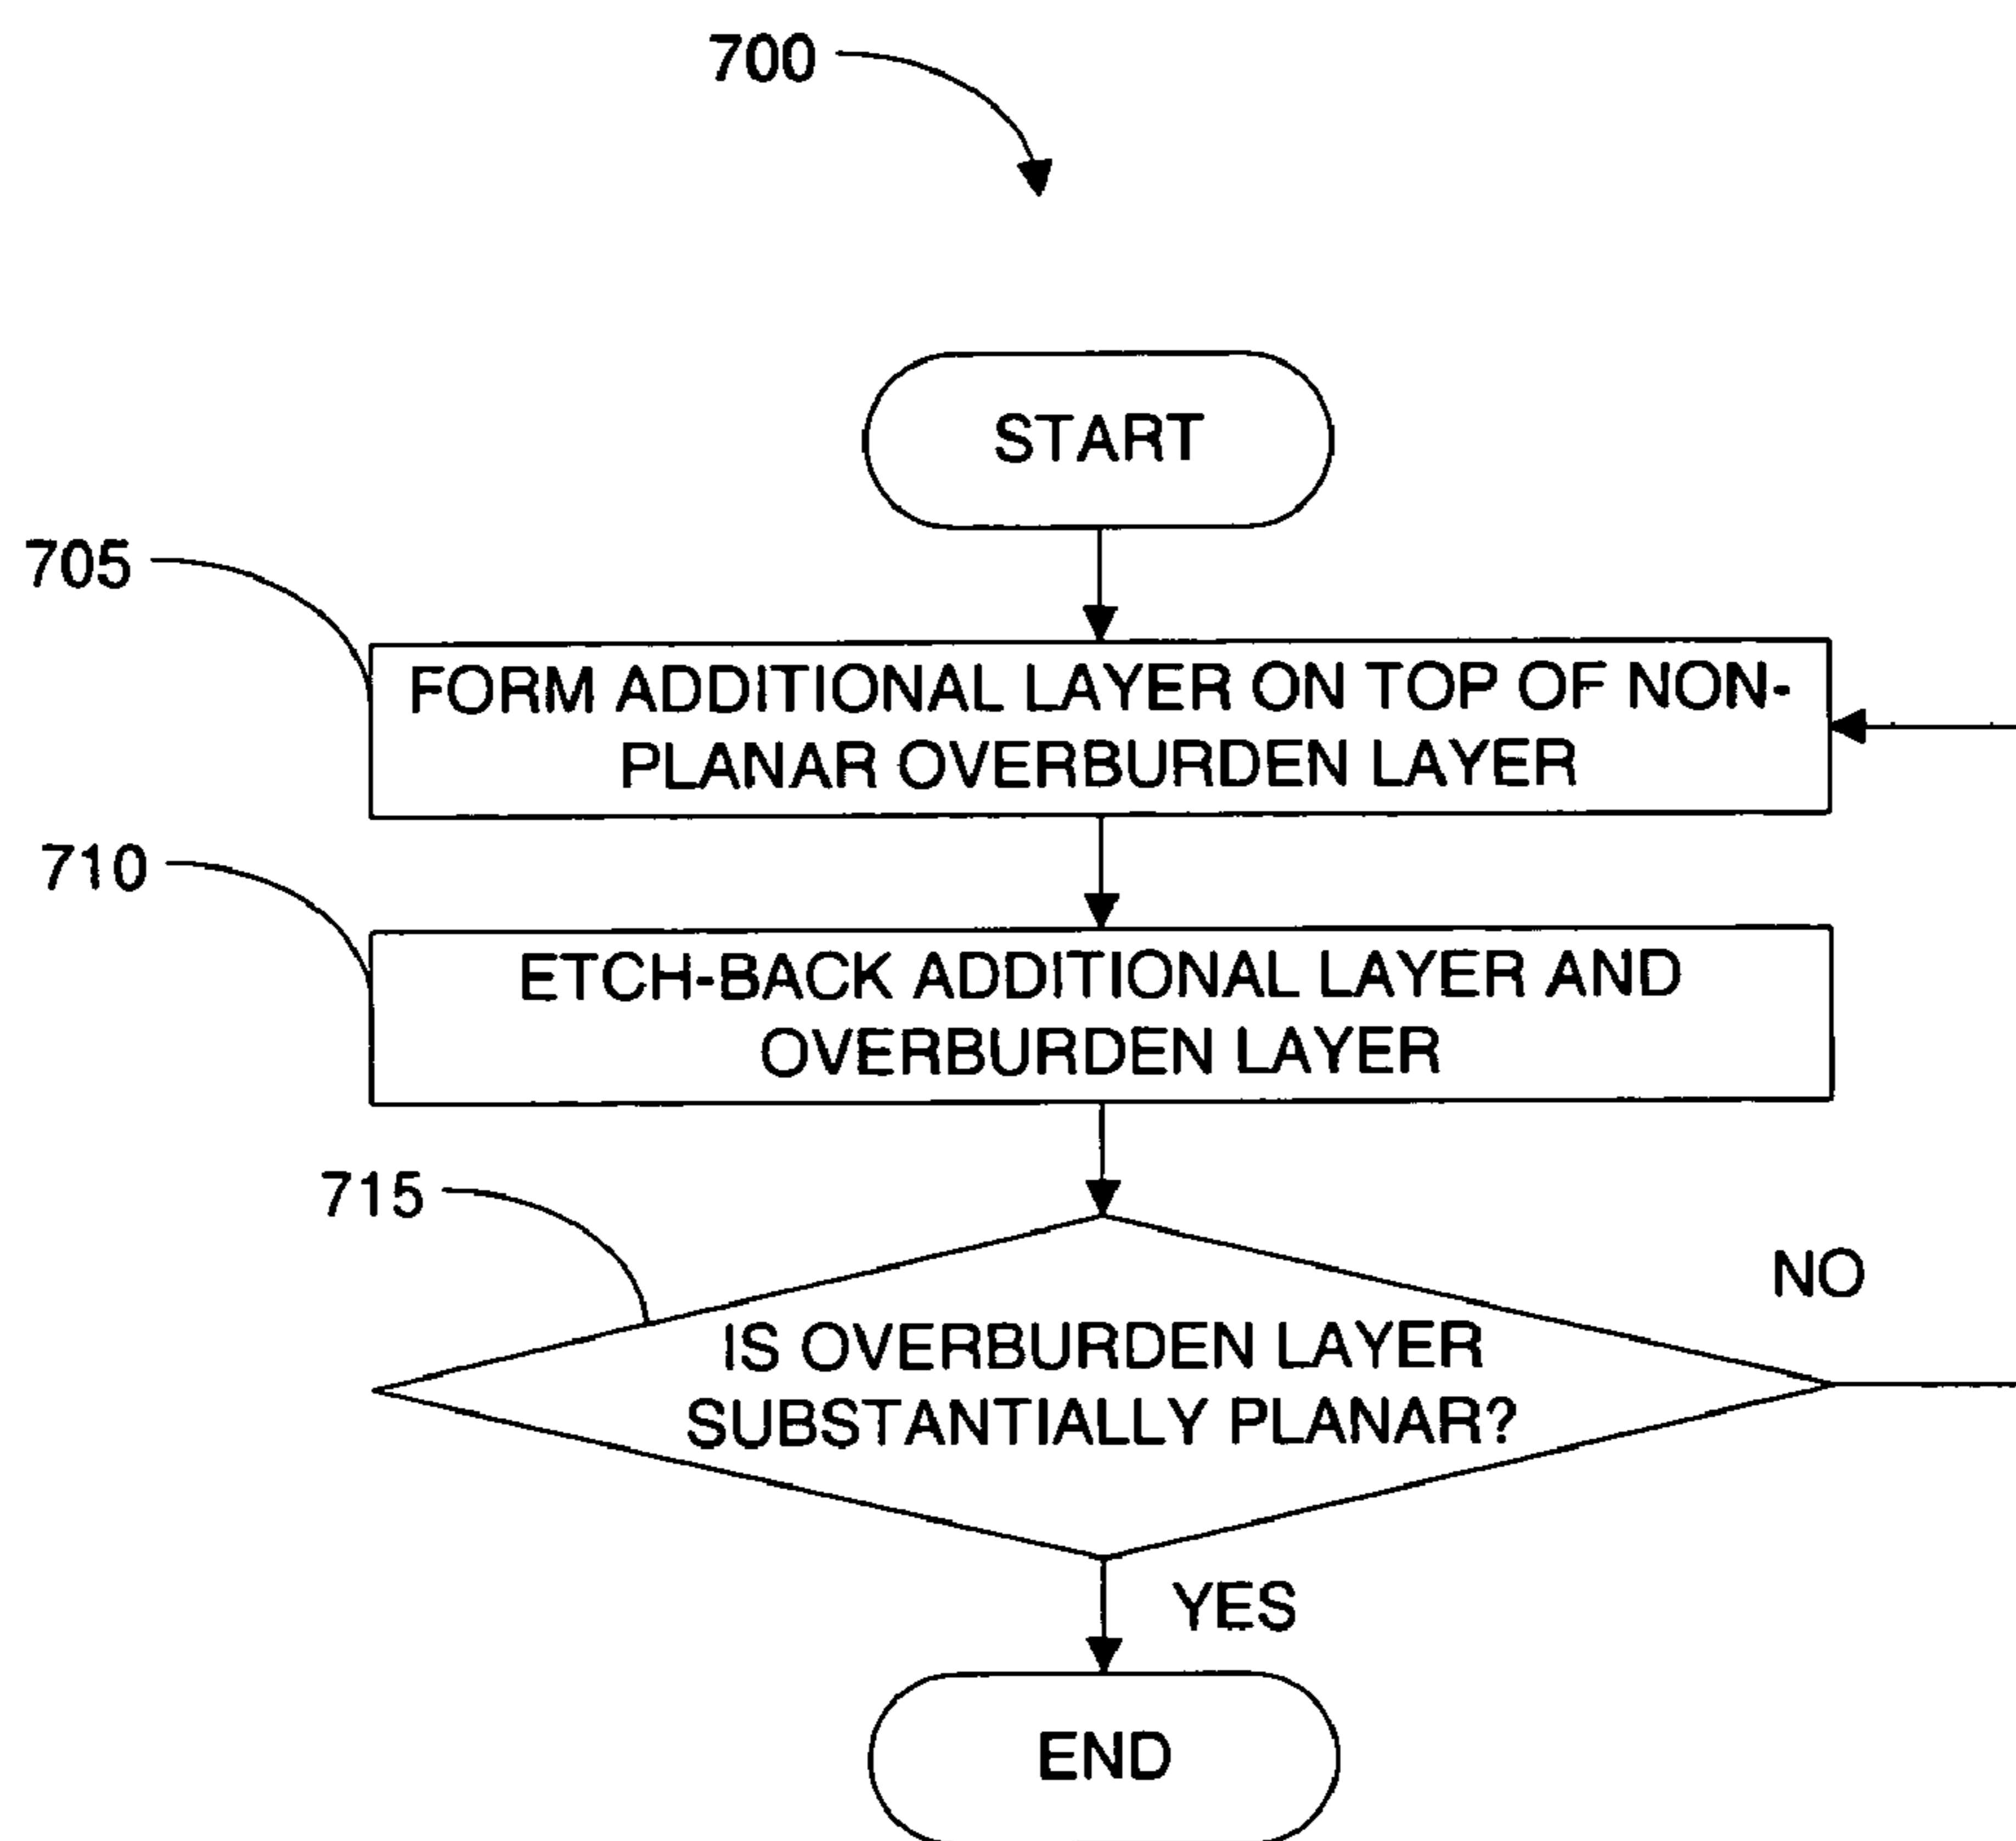 700
START
705
FORM ADDITIONAL LAYER ON TOP OF NON-
PLANAR OVERBURDEN LAYER
710
ETCH-BACK ADDITIONAL LAYER AND
OVERBURDEN LAYER
715
NO
IS OVERBURDEN LAYER
SUBSTANTIALLY PLANAR?
YES
END